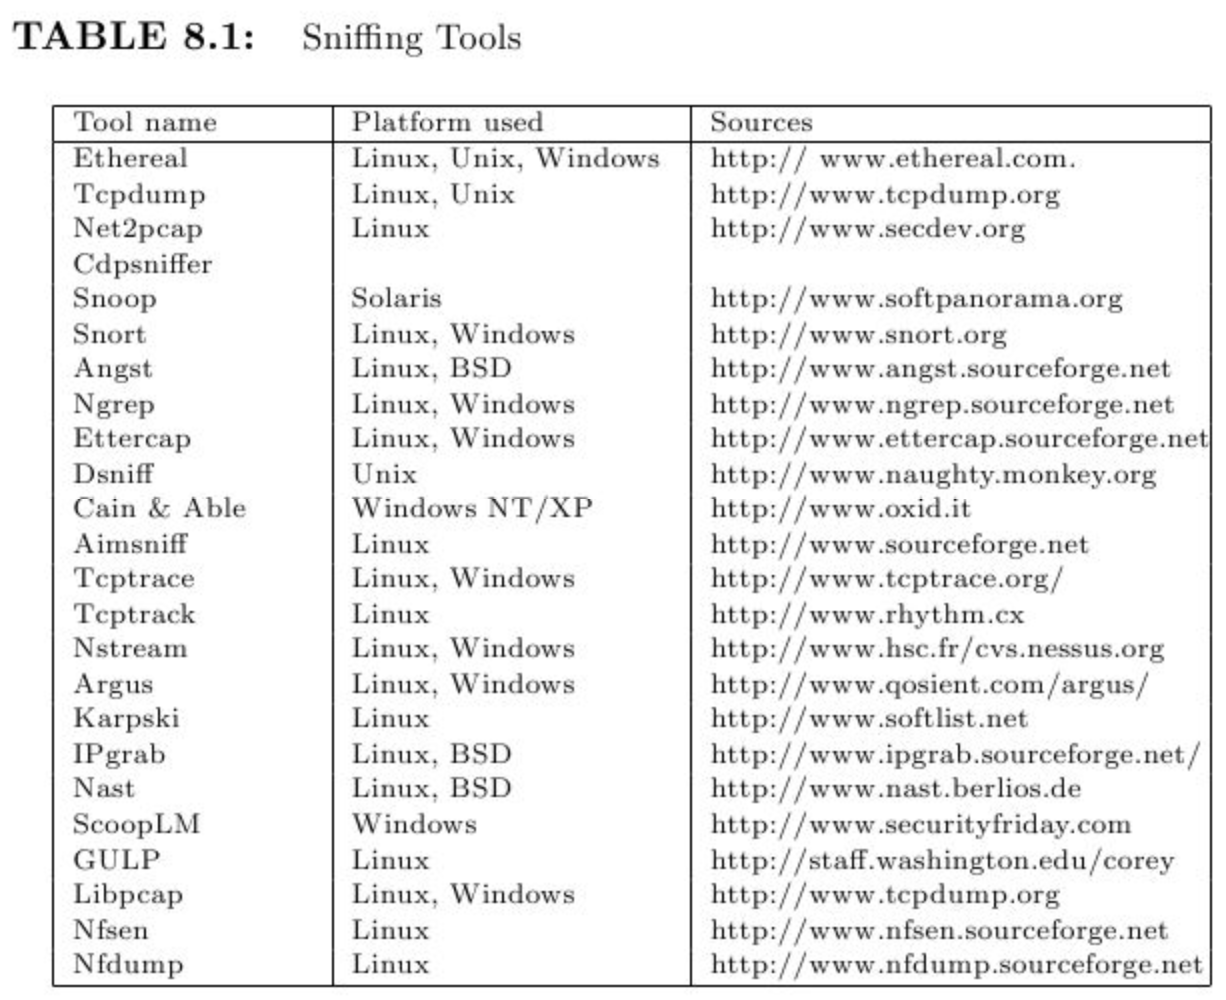 TABLE 8.1: Sniffing Tools
Tool name Platform used Sources
Ethereal Linux, Unix, Windows http:// www.ethereal.com.
Tcpdump Linux, Unix http://www.tcpdump.org
Net2pcap Linux http://www.secdev.org
Cdpsniffer
Snoop Solaris http://www.softpanorama.org
Snort Linux, Windows http://www.snort.org
Angst Linux, BSD http://www.angst.sourceforge.net
Ngrep Linux, Windows http://www.ngrep.sourceforge.net
Ettercap Linux, Windows http://www.ettercap.sourceforge.net
Dsniff Unix http://www.naughty.monkey.org
Cain & Able Windows NT/XP http://www.oxid.it
Aimsniff Linux http://www.sourceforge.net
Tcptrace Linux, Windows http://www.tcptrace.org/
Tcptrack Linux http://www.rhythm.cx
Nstream Linux, Windows http://www.hsc.fr/cvs.nessus.org
Argus Linux, Windows http://www.qosient.com/argus/
Karpski Linux http://www.softlist.net
IPgrab Linux, BSD http://www.ipgrab.sourceforge.net/
Nast Linux, BSD http://www.nast.berlios.de
ScoopLM Windows http://www.securityfriday.com
GULP Linux http://staff.washington.edu/corey
Libpcap Linux, Windows http://www.tcpdump.org
Nfsen Linux http://www.nfsen.sourceforge.net
Nfdump Linux http://www.nfdump.sourceforge.net